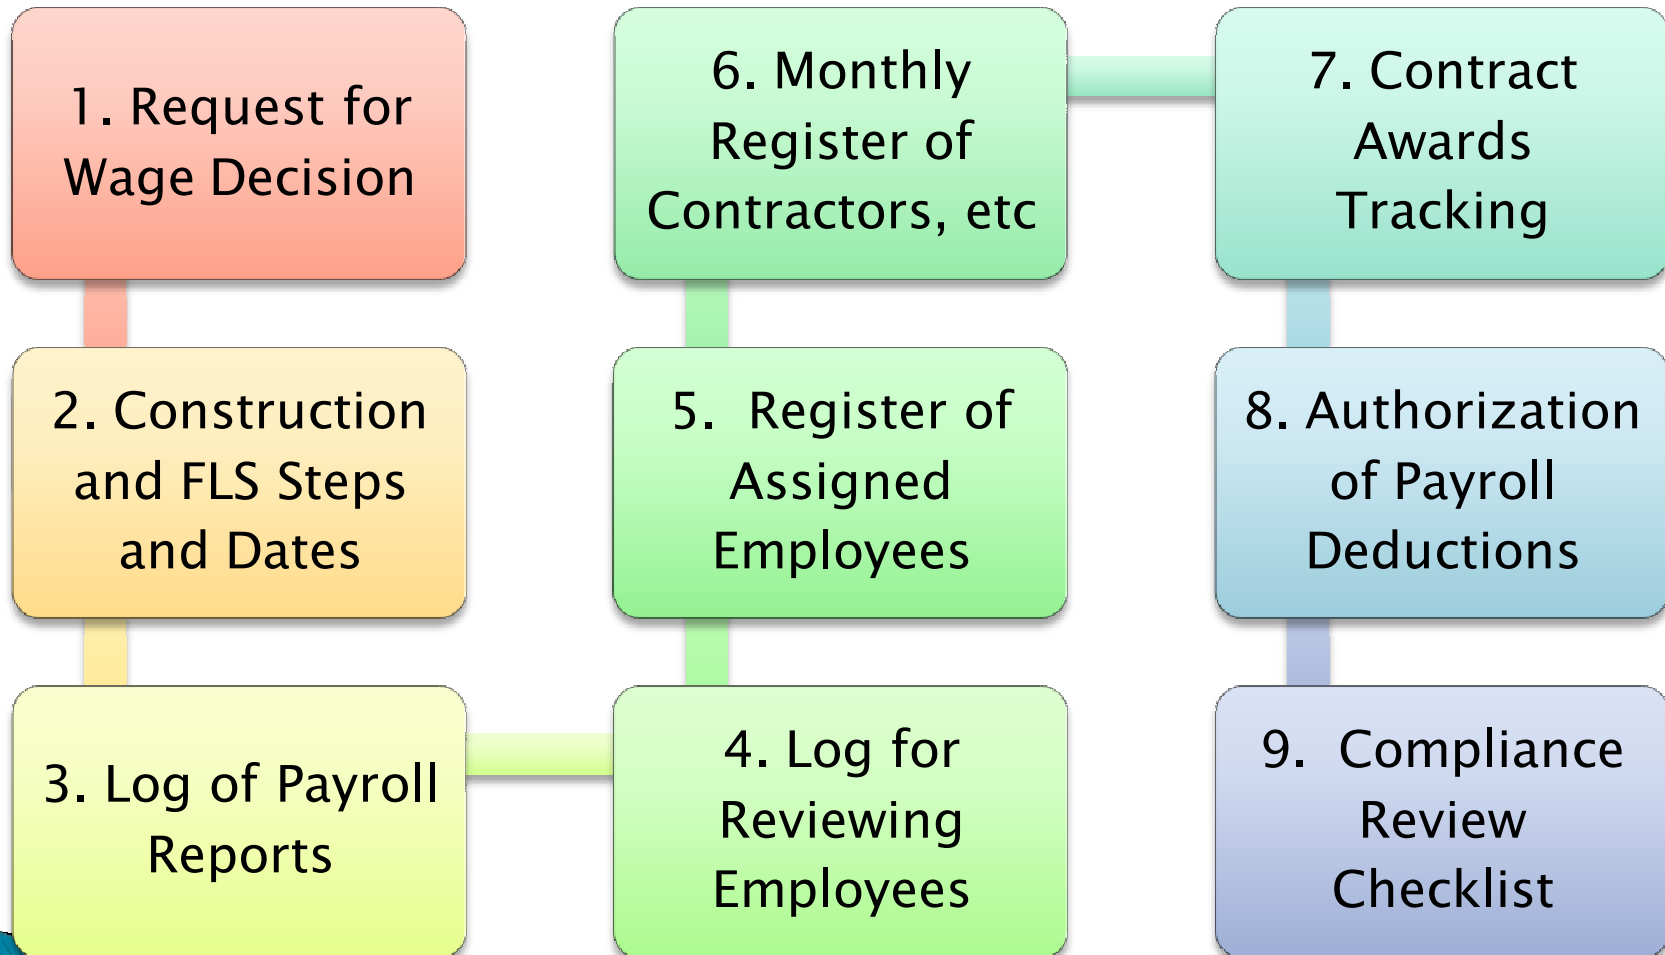 1. Request for
Wage Decision
2. Construction
and FLS Steps
and Dates
3. Log of Payroll
Reports
4. Log for
Reviewing
Employees
5. Register of
Assigned
Employees
6. Monthly
Register of
Contractors, etc
7. Contract
Awards
Tracking
8. Authorization
of Payroll
Deductions
9. Compliance
Review
Checklist